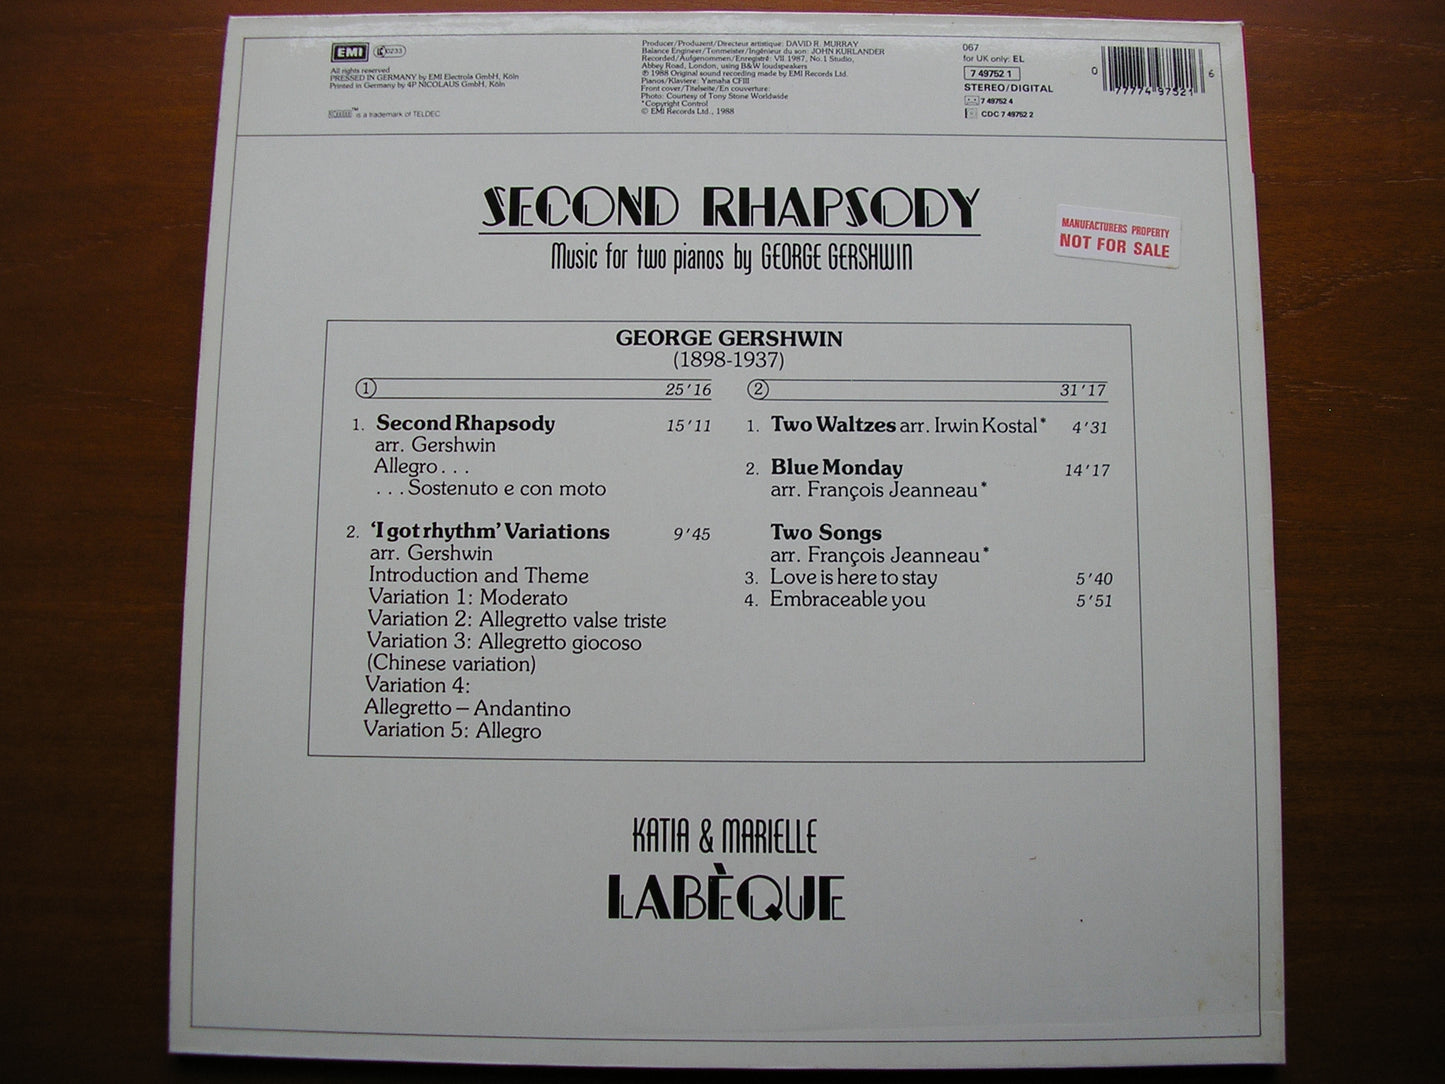 EMI
0233
All rights reserved
PRESSED IN GERMANY by EMI Electrola GmbH, Köln
Printed in Germany by 4P NICOLAUS GmbH, Köln
™ is a trademark of TELDEC
Producer/Produzent/Directeur artistique: DAVID R. MURRAY
Balance Engineer/Tonmeister/Ingénieur du son: JOHN KURLANDER
Recorded/Aufgenommen/Enregistré: VII.1987, No.1 Studio,
Abbey Road, London, using B&W loudspeakers
℗ 1988 Original sound recording made by EMI Records Ltd.
Pianos/Klaviere: Yamaha CFIII
Front cover/Titelseite/En couverture:
Photo: Courtesy of Tony Stone Worldwide
*Copyright Control
© EMI Records Ltd., 1988
067
for UK only: EL
7 49752 1
STEREO/DIGITAL
7 49752 4
CDC 7 49752 2
0 77774 97521 6
SECOND RHAPSODY
Music for two pianos by GEORGE GERSHWIN
MANUFACTURERS PROPERTY
NOT FOR SALE
GEORGE GERSHWIN
(1898-1937)
1 25'16
1. Second Rhapsody 15'11
arr. Gershwin
Allegro . . .
. . . Sostenuto e con moto
2. 'I got rhythm' Variations 9'45
arr. Gershwin
Introduction and Theme
Variation 1: Moderato
Variation 2: Allegretto valse triste
Variation 3: Allegretto giocoso
(Chinese variation)
Variation 4:
Allegretto – Andantino
Variation 5: Allegro
2 31'17
1. Two Waltzes arr. Irwin Kostal* 4'31
2. Blue Monday 14'17
arr. François Jeanneau*
Two Songs
arr. François Jeanneau*
3. Love is here to stay 5'40
4. Embraceable you 5'51
KATIA & MARIELLE
LABÈQUE